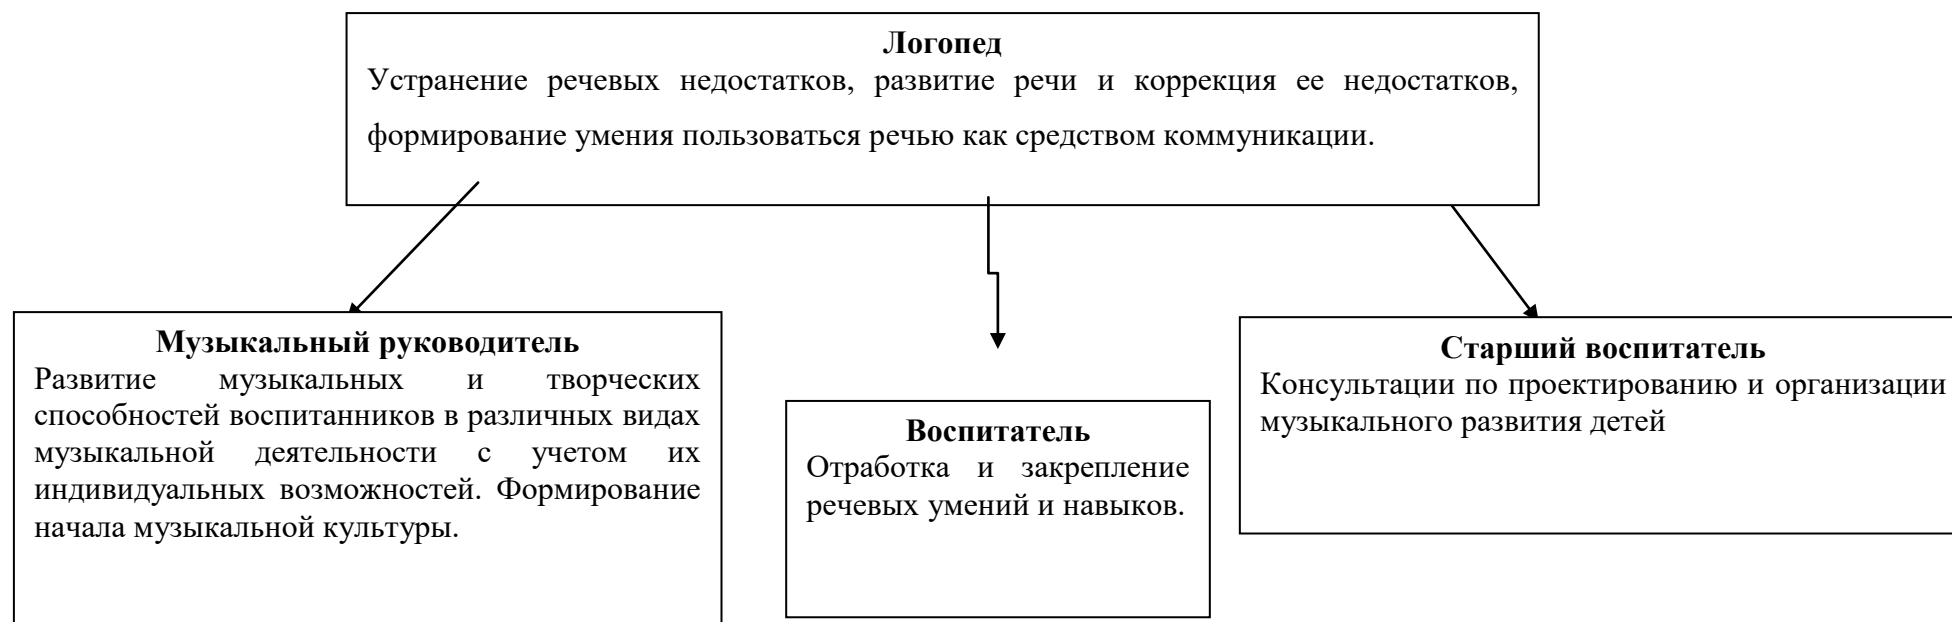 Логопед
Устранение речевых недостатков, развитие речи и коррекция ее недостатков,
формирование умения пользоваться речью как средством коммуникации.
Музыкальный руководитель
Развитие музыкальных и творческих
способностей воспитанников в различных видах
музыкальной деятельности с учетом их
индивидуальных возможностей. Формирование
начала музыкальной культуры.
Воспитатель
Отработка и закрепление
речевых умений и навыков.
Старший воспитатель
Консультации по проектированию и организации
музыкального развития детей